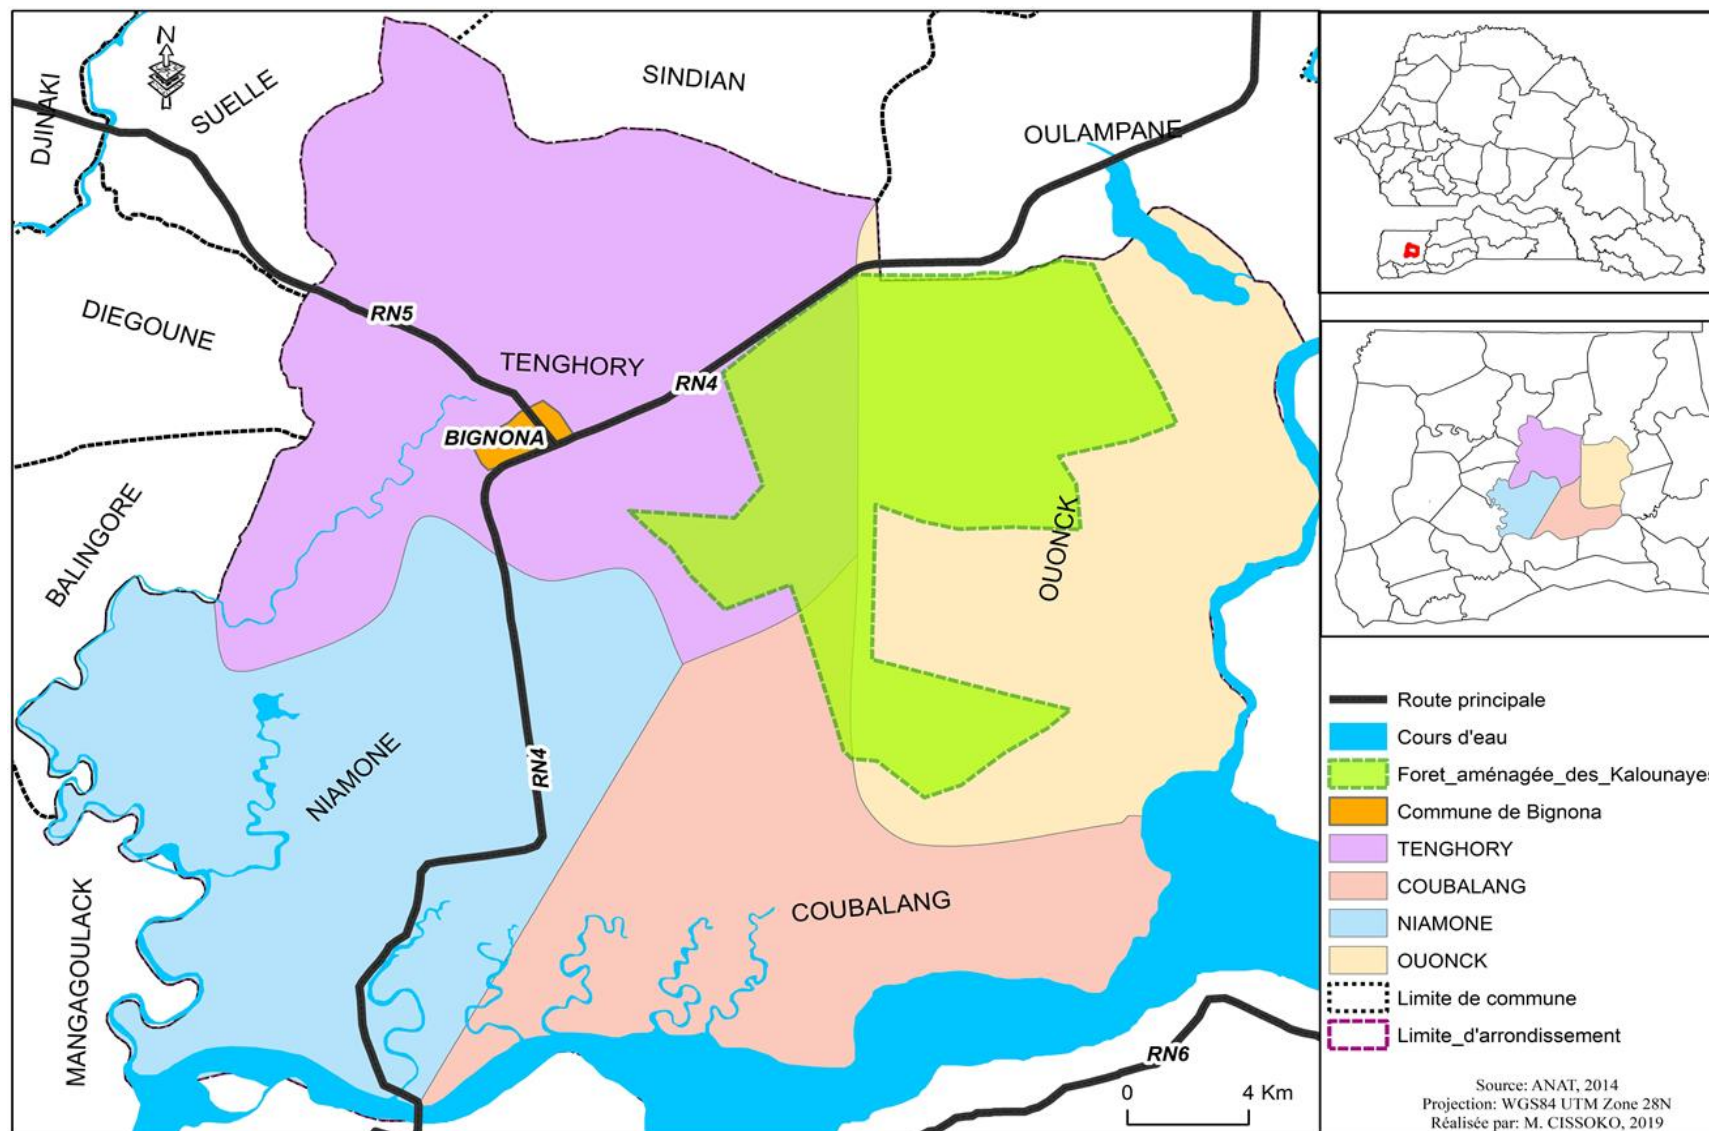 N
SINDIAN
SUELLE
DJINAKI
OULAMPANE
DIEGOUNE
RN5
TENGHORY
RN4
BIGNONA
BALINGORE
OUONCK
NIAMONE
RN4
COUBALANG
MANGAGOULACK
RN6
0 4 Km
Route principale
Cours d'eau
Foret_aménagée_des_Kalounayes
Commune de Bignona
TENGHORY
COUBALANG
NIAMONE
OUONCK
Limite de commune
Limite_d'arrondissement
Source: ANAT, 2014
Projection: WGS84 UTM Zone 28N
Réalisée par: M. CISSOKO, 2019